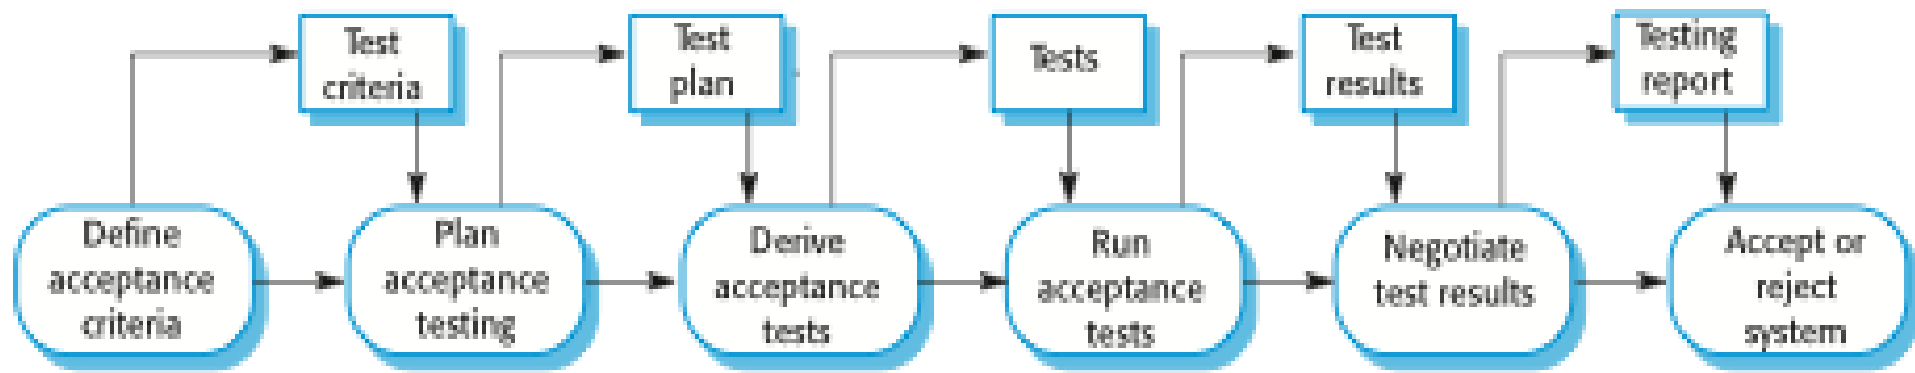 Test
criteria
Test
plan
Tests
Test
results
Testing
report
Define
acceptance
criteria
Plan
acceptance
testing
Derive
acceptance
tests
Run
acceptance
tests
Negotiate
test results
Accept or
reject
system